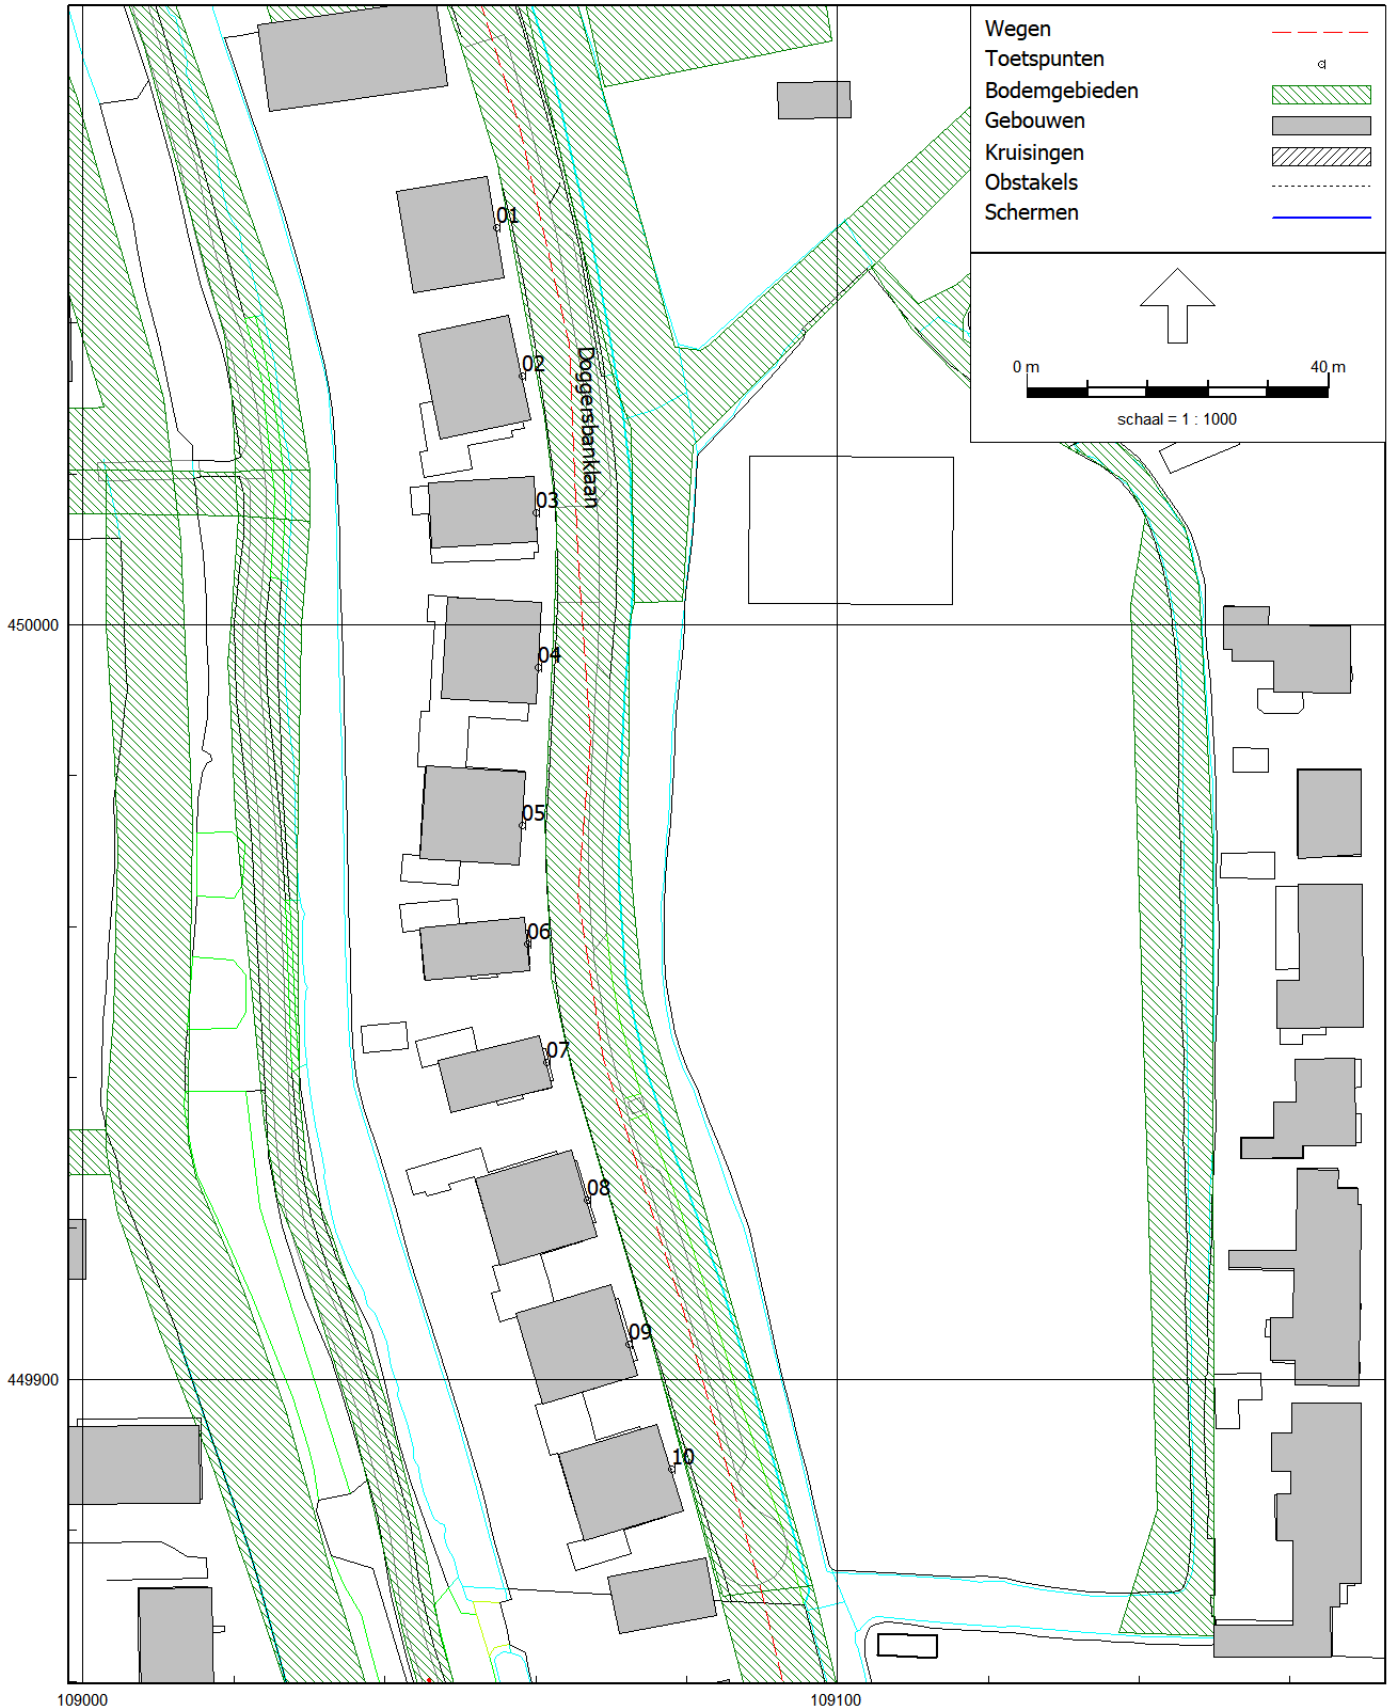 Wegen
Toetspunten
Bodemgebieden
Gebouwen
Kruisingen
Obstakels
Schermen
0 m
40 m
schaal = 1 : 1000
01
02
Doggersbanklaan
03
450000
04
05
06
07
08
09
449900
10
109000
109100